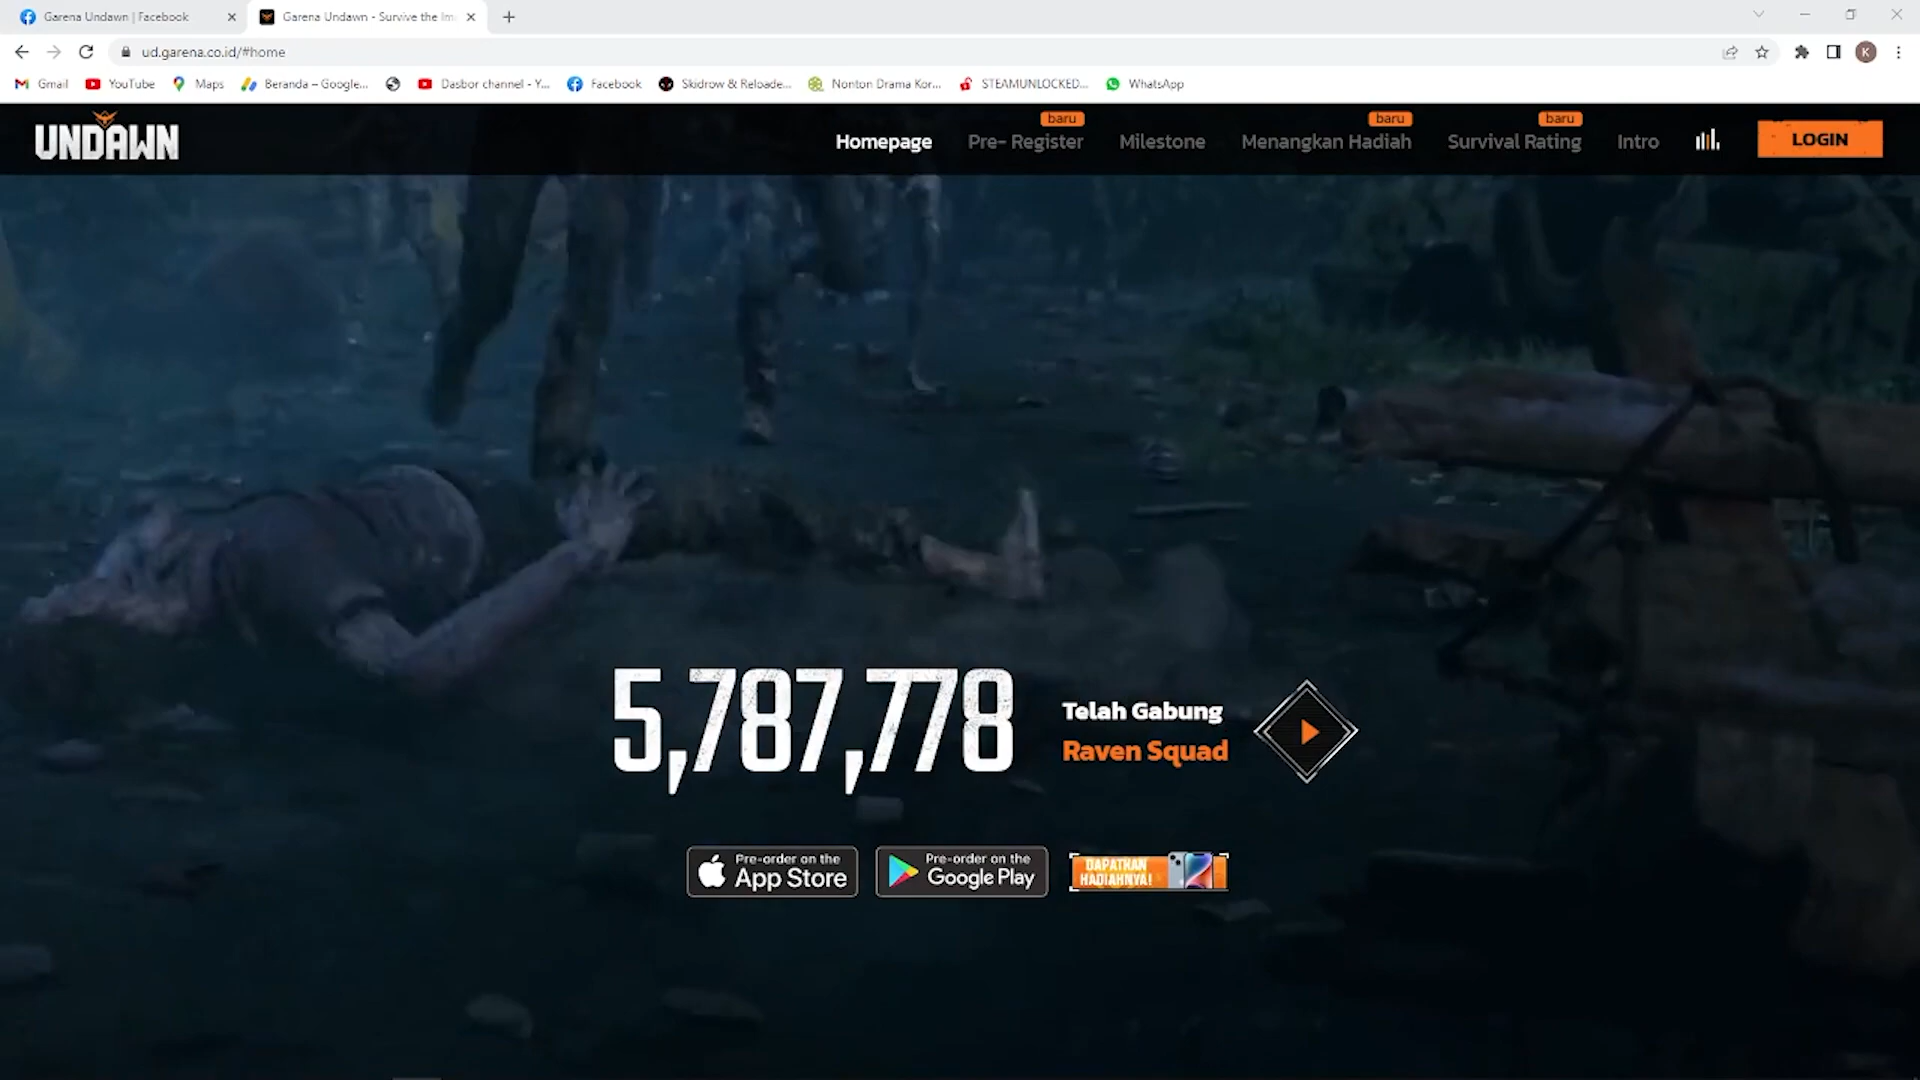 Garena Undawn | Facebook
Garena Undawn - Survive the Im
ud.garena.co.id/#home
K
Gmail
YouTube
Maps
Beranda – Google...
Dasbor channel - Y...
Facebook
Skidrow & Reloade...
Nonton Drama Kor...
STEAMUNLOCKED...
WhatsApp
UNDAWN
Homepage
baru
Pre- Register
Milestone
baru
Menangkan Hadiah
baru
Survival Rating
Intro
LOGIN
5,787,778
Telah Gabung
Raven Squad
Pre-order on the
App Store
Pre-order on the
Google Play
DAPATKAN
HADIAHNYA!